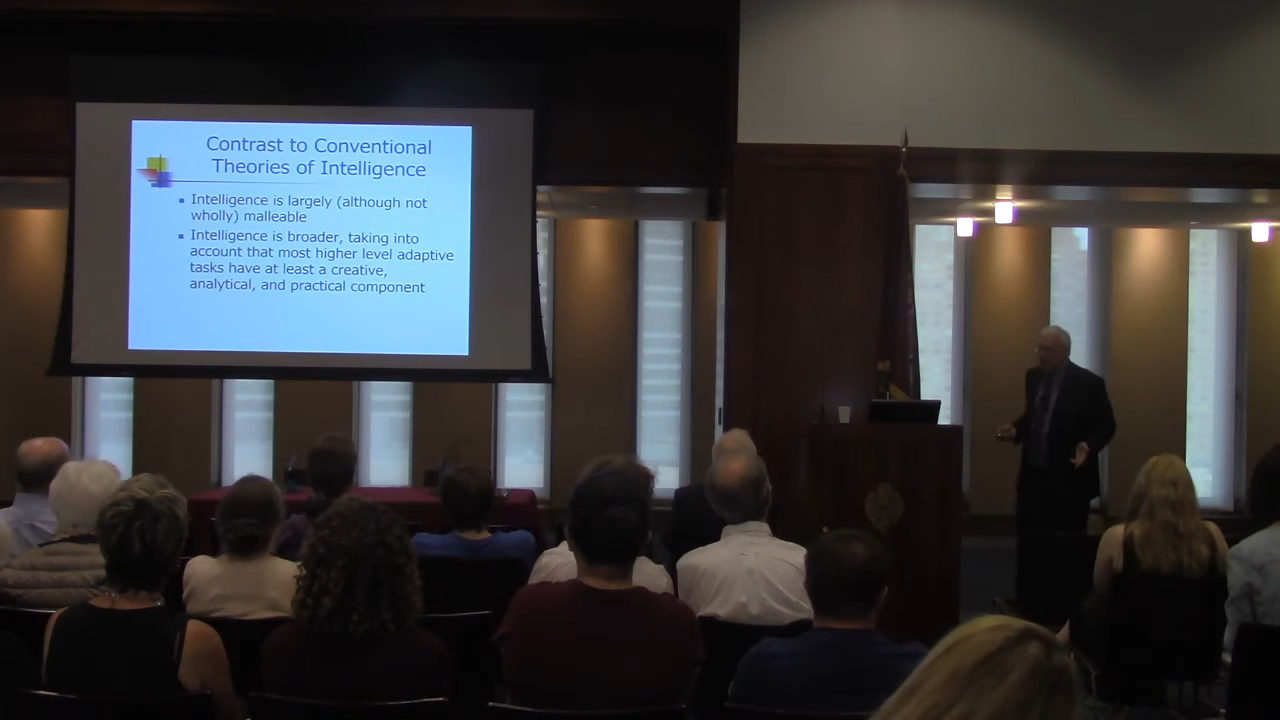 Contrast to Conventional
Theories of Intelligence
Intelligence is largely (although not
wholly) malleable
Intelligence is broader, taking into
account that most higher level adaptive
tasks have at least a creative,
analytical, and practical component